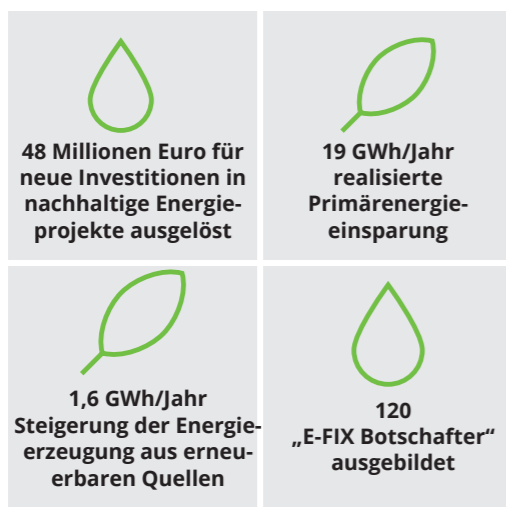 48 Millionen Euro für
neue Investitionen in
nachhaltige Energie-
projekte ausgelöst
19 GWh/Jahr
realisierte
Primärenergie-
einsparung
1,6 GWh/Jahr
Steigerung der Energie-
erzeugung aus erneu-
erbaren Quellen
120
„E-FIX Botschafter“
ausgebildet